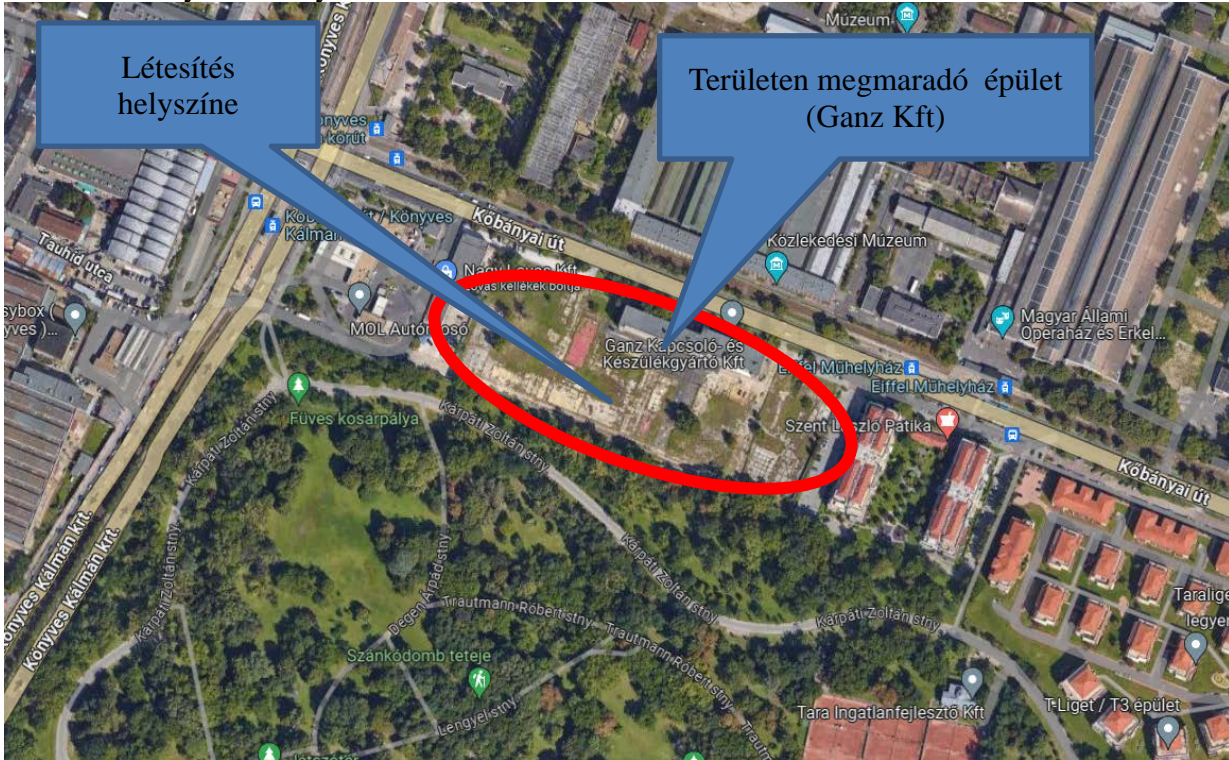 Múzeum
Létesítés
helyszíne
Területen megmaradó épület
(Ganz Kft)
Könyves
Kőbányai út
Könyves
Kálmán
Tauhíd utca
Nagy Lovas Kft
Lovas kellékek boltja
Közlekedési Múzeum
MOL Autómosó
Ganz Kapcsoló- és
Készülékgyártó Kft
Magyar Állami
Operaház és Erkel...
Eiffel Műhelyház
Eiffel Műhelyház
Füves kosárpálya
Kárpáti Zoltán stny
Szent László Patika
Kárpáti Zoltán stny
Kőbányai út
Könyves Kálmán krt.
Könyves Kálmán krt.
Kárpáti Zoltán stny
Degen Árpád stny
Kárpáti Zoltán stny
Trautmann Róbert stny
Trautmann Róbert stny
Kárpáti Zoltán stny
Szánkódomb teteje
Lengyel stny
Tara Ingatlanfejlesztő Kft
T-Liget / T3 épület